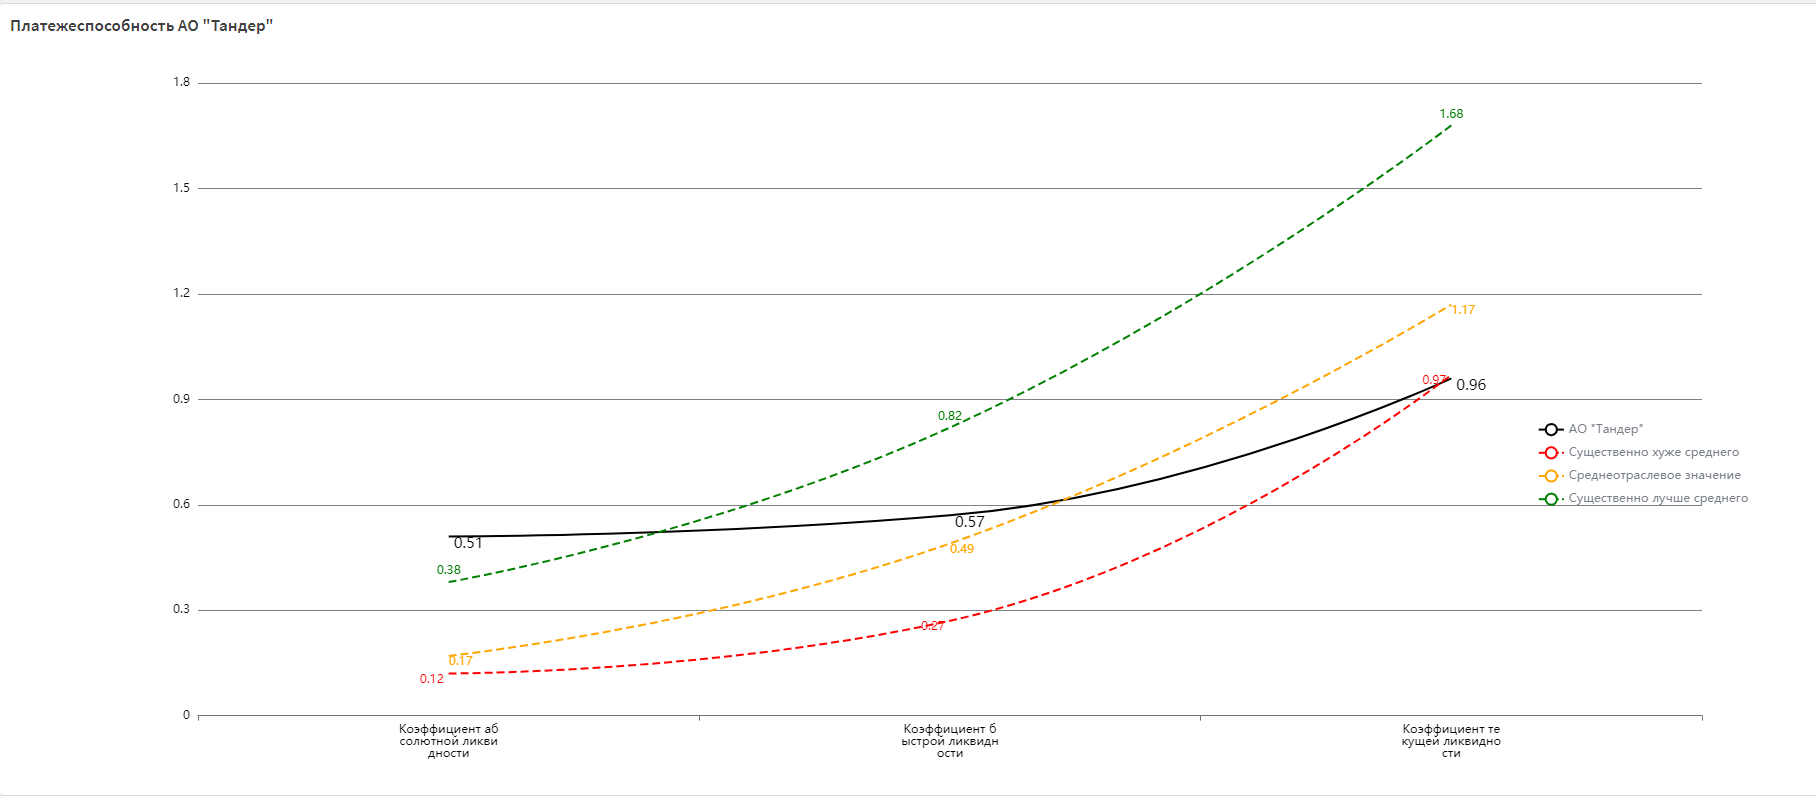 Платежеспособность АО "Тандер"
1.8
1.68
1.5
1.2
1.17
0.97
0.96
0.9
0.82
АО "Тандер"
Существенно хуже среднего
Среднеотраслевое значение
Существенно лучше среднего
0.6
0.57
0.51
0.49
0.38
0.3
0.27
0.17
0.12
0
Коэффициент аб
солютной ликви
дности
Коэффициент б
ыстрой ликвидн
ости
Коэффициент те
кущей ликвидно
сти